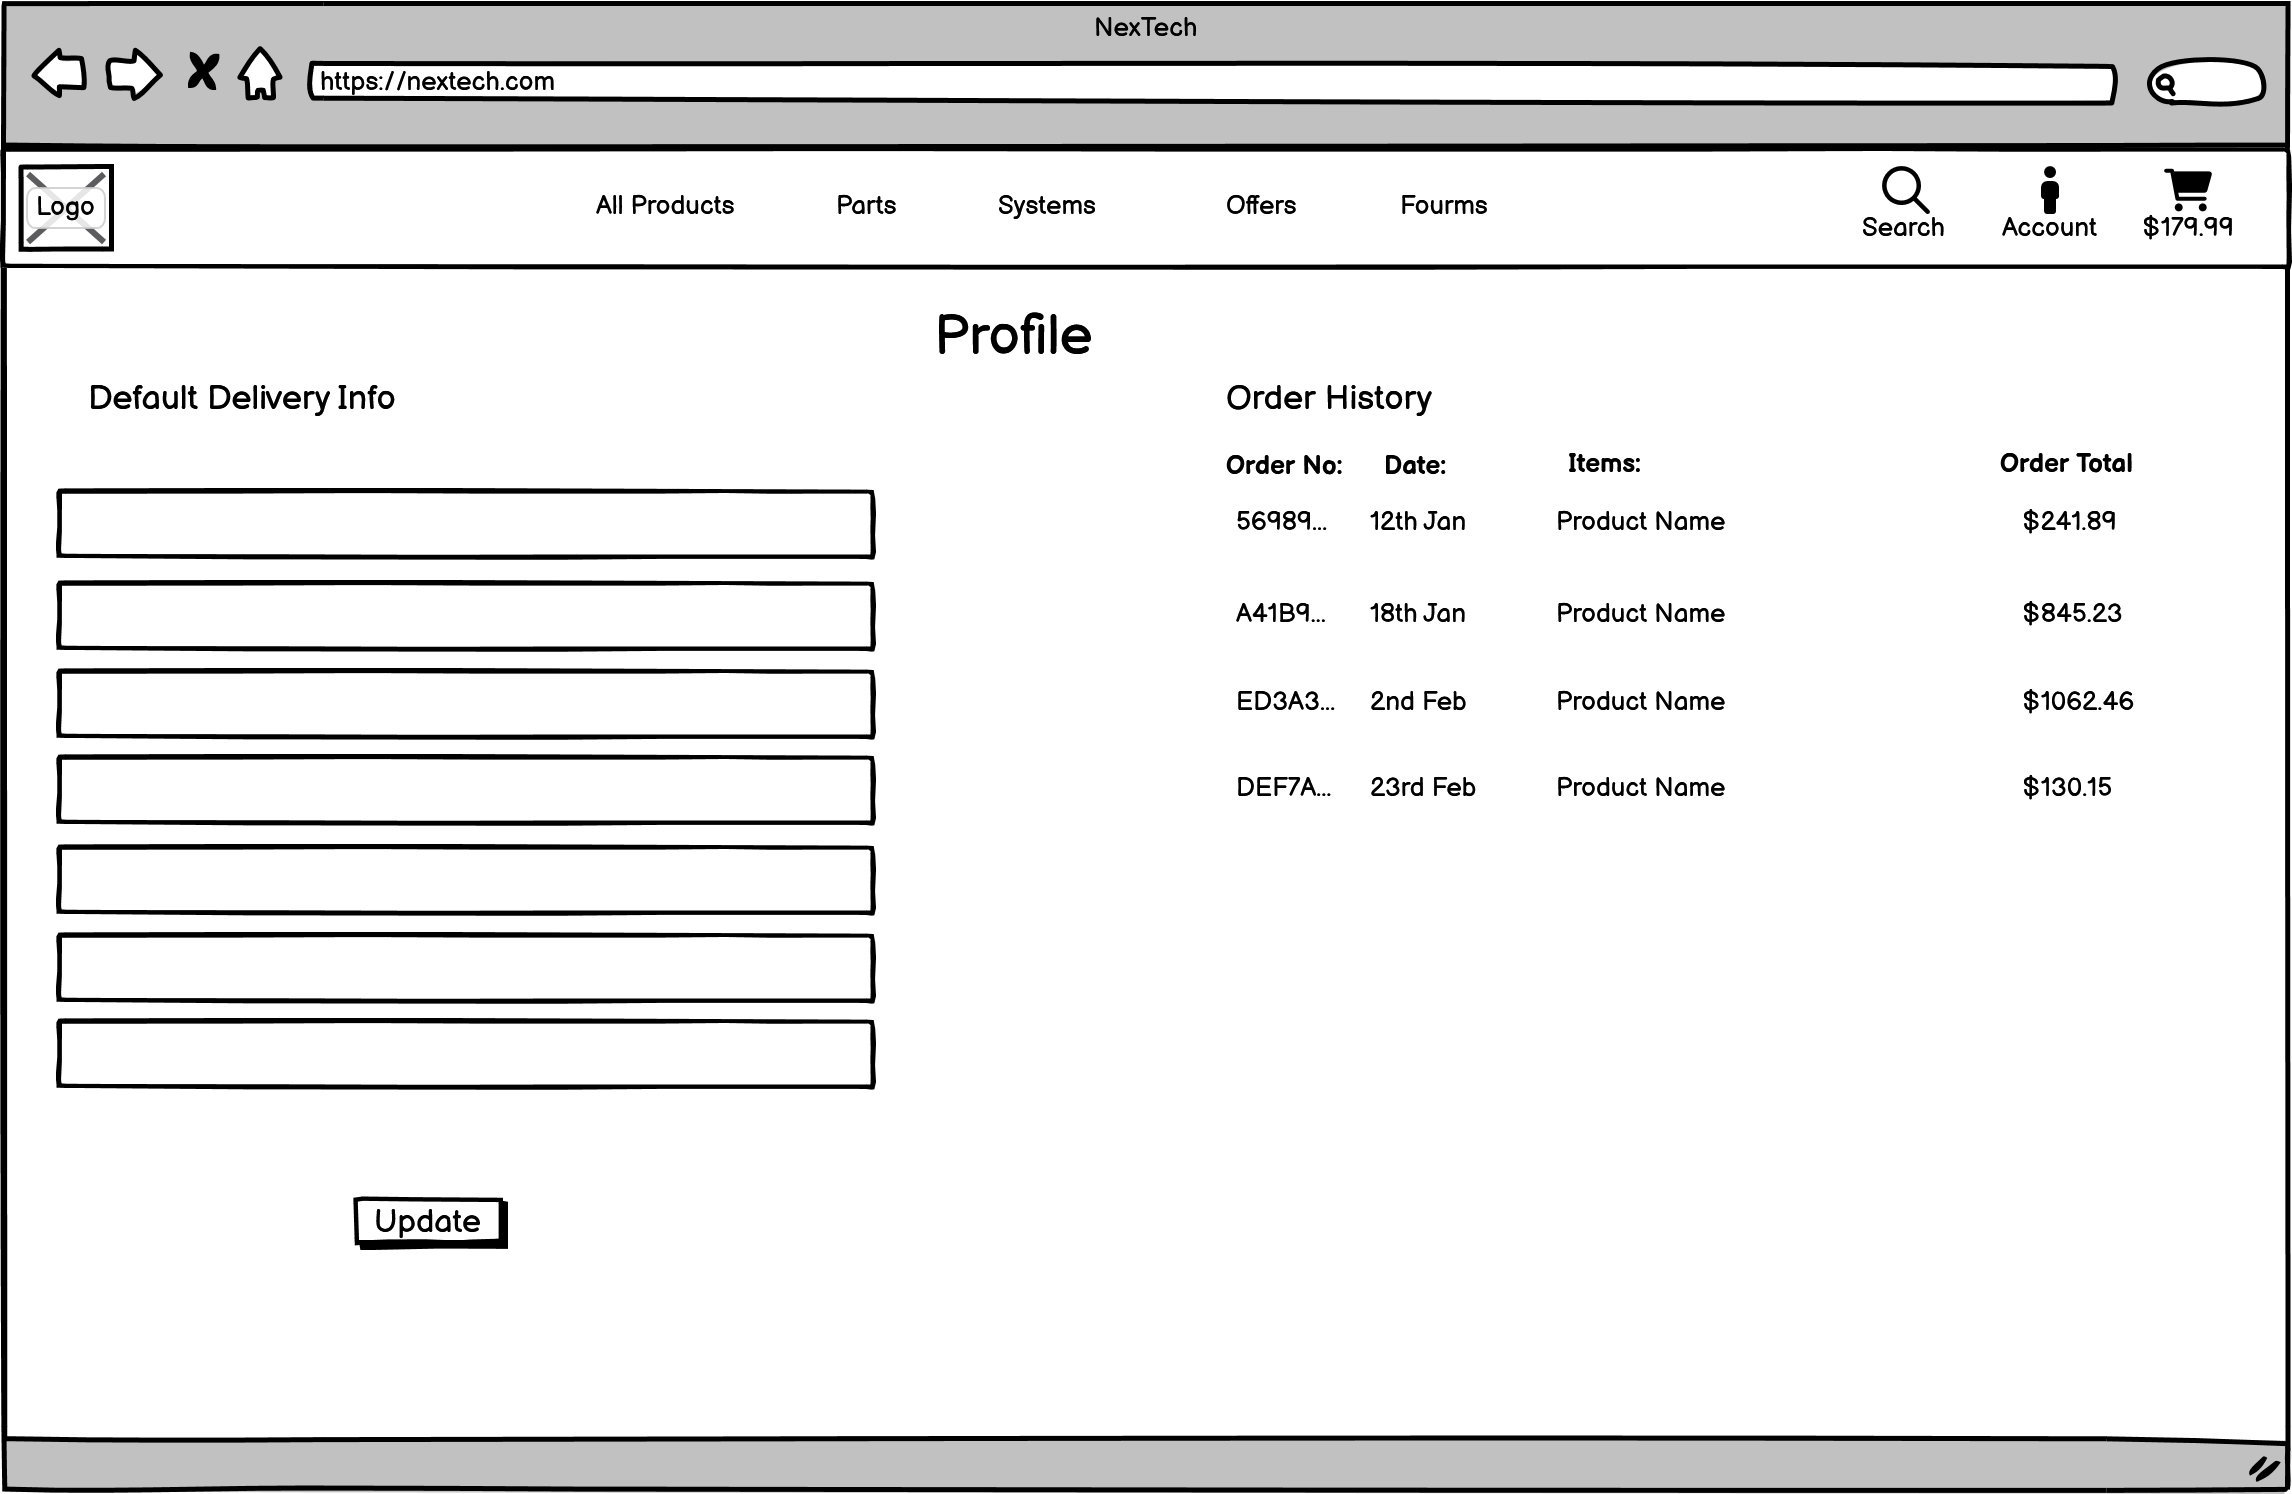 NexTech
https://nextech.com
Logo
All Products Parts Systems Offers Fourms
Search Account $179.99
Profile
Default Delivery Info
Order History
Order No: Date: Items: Order Total
56989... 12th Jan Product Name $241.89
A41B9... 18th Jan Product Name $845.23
ED3A3... 2nd Feb Product Name $1062.46
DEF7A... 23rd Feb Product Name $130.15
Update